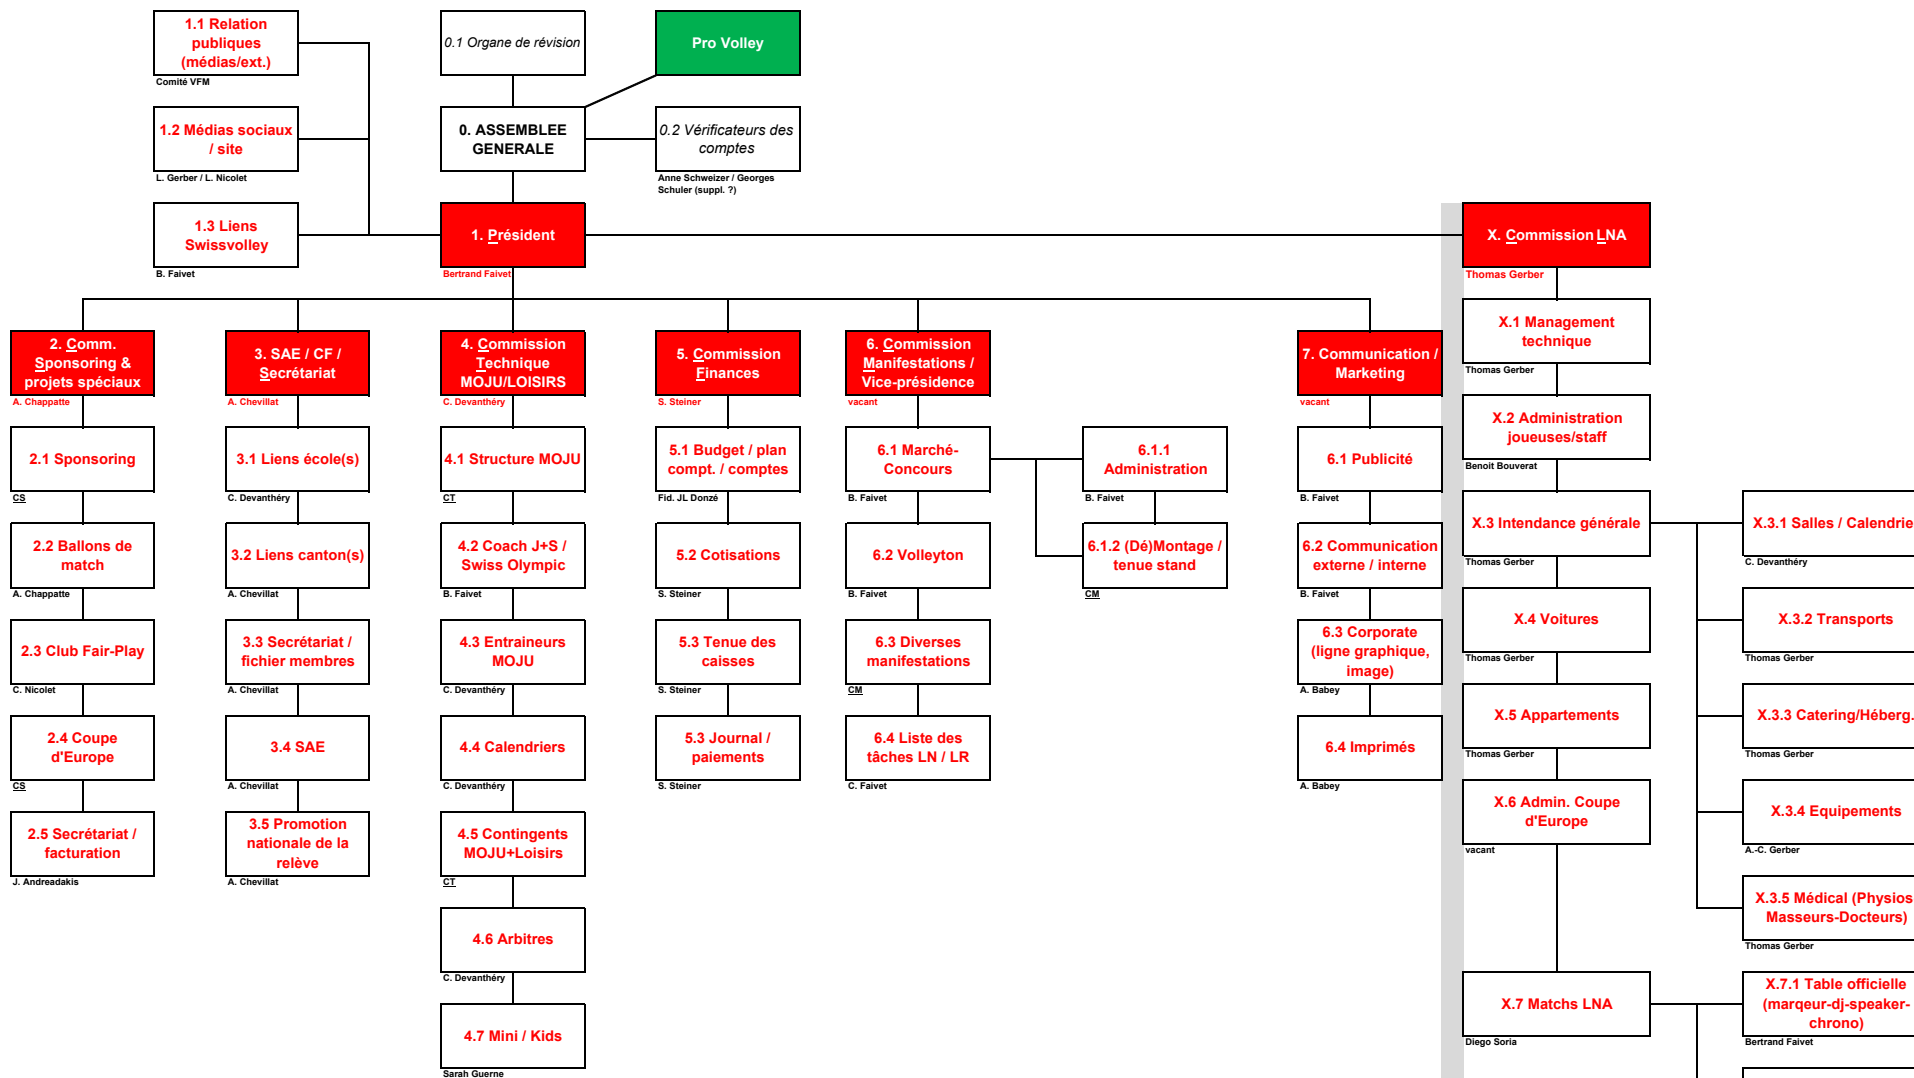 1.1 Relation
publiques
(médias/ext.)
Comité VFM
0.1 Organe de révision
Pro Volley
1.2 Médias sociaux
/ site
L. Gerber / L. Nicolet
0. ASSEMBLEE
GENERALE
0.2 Vérificateurs des
comptes
Anne Schweizer / Georges
Schuler (suppl. ?)
1.3 Liens
Swissvolley
B. Faivet
1. Président
Bertrand Faivet
X. Commission LNA
Thomas Gerber
2. Comm.
Sponsoring &
projets spéciaux
A. Chappatte
2.1 Sponsoring
CS
2.2 Ballons de
match
A. Chappatte
2.3 Club Fair-Play
C. Nicolet
2.4 Coupe
d'Europe
CS
2.5 Secrétariat /
facturation
J. Andreadakis
3. SAE / CF /
Secrétariat
A. Chevillat
3.1 Liens école(s)
C. Devanthéry
3.2 Liens canton(s)
A. Chevillat
3.3 Secrétariat /
fichier membres
A. Chevillat
3.4 SAE
A. Chevillat
3.5 Promotion
nationale de la
relève
A. Chevillat
4. Commission
Technique
MOJU/LOISIRS
C. Devanthéry
4.1 Structure MOJU
CT
4.2 Coach J+S /
Swiss Olympic
B. Faivet
4.3 Entraineurs
MOJU
C. Devanthéry
4.4 Calendriers
C. Devanthéry
4.5 Contingents
MOJU+Loisirs
CT
4.6 Arbitres
C. Devanthéry
4.7 Mini / Kids
Sarah Guerne
5. Commission
Finances
S. Steiner
5.1 Budget / plan
compt. / comptes
Fid. JL Donzé
5.2 Cotisations
S. Steiner
5.3 Tenue des
caisses
S. Steiner
5.3 Journal /
paiements
S. Steiner
6. Commission
Manifestations /
Vice-présidence
vacant
6.1 Marché-
Concours
B. Faivet
6.2 Volleyton
B. Faivet
6.3 Diverses
manifestations
CM
6.4 Liste des
tâches LN / LR
C. Faivet
6.1.1
Administration
B. Faivet
6.1.2 (Dé)Montage /
tenue stand
CM
7. Communication /
Marketing
vacant
6.1 Publicité
B. Faivet
6.2 Communication
externe / interne
B. Faivet
6.3 Corporate
(ligne graphique,
image)
A. Babey
6.4 Imprimés
A. Babey
X.1 Management
technique
Thomas Gerber
X.2 Administration
joueuses/staff
Benoit Bouverat
X.3 Intendance générale
Thomas Gerber
X.4 Voitures
Thomas Gerber
X.5 Appartements
Thomas Gerber
X.6 Admin. Coupe
d'Europe
vacant
X.7 Matchs LNA
Diego Soria
X.3.1 Salles / Calendrie
C. Devanthéry
X.3.2 Transports
Thomas Gerber
X.3.3 Catering/Héberg.
Thomas Gerber
X.3.4 Equipements
A.-C. Gerber
X.3.5 Médical (Physios
Masseurs-Docteurs)
Thomas Gerber
X.7.1 Table officielle
(marqeur-dj-speaker-
chrono)
Bertrand Faivet